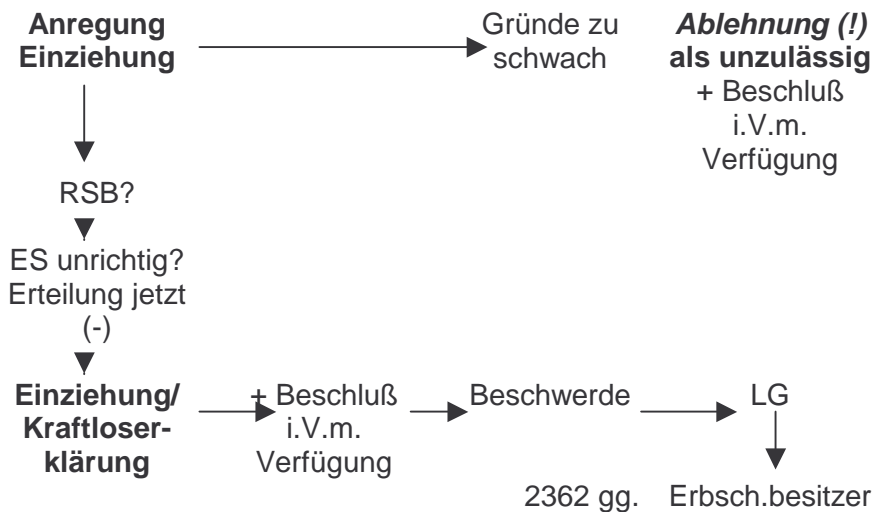 Anregung
Einziehung
Gründe zu
schwach
Ablehnung (!)
als unzulässig
+ Beschluß
i.V.m.
Verfügung
RSB?
ES unrichtig?
Erteilung jetzt
(-)
Einziehung/
Kraftloser-
klärung
+ Beschluß
i.V.m.
Verfügung
Beschwerde
LG
2362 gg. Erbsch.besitzer